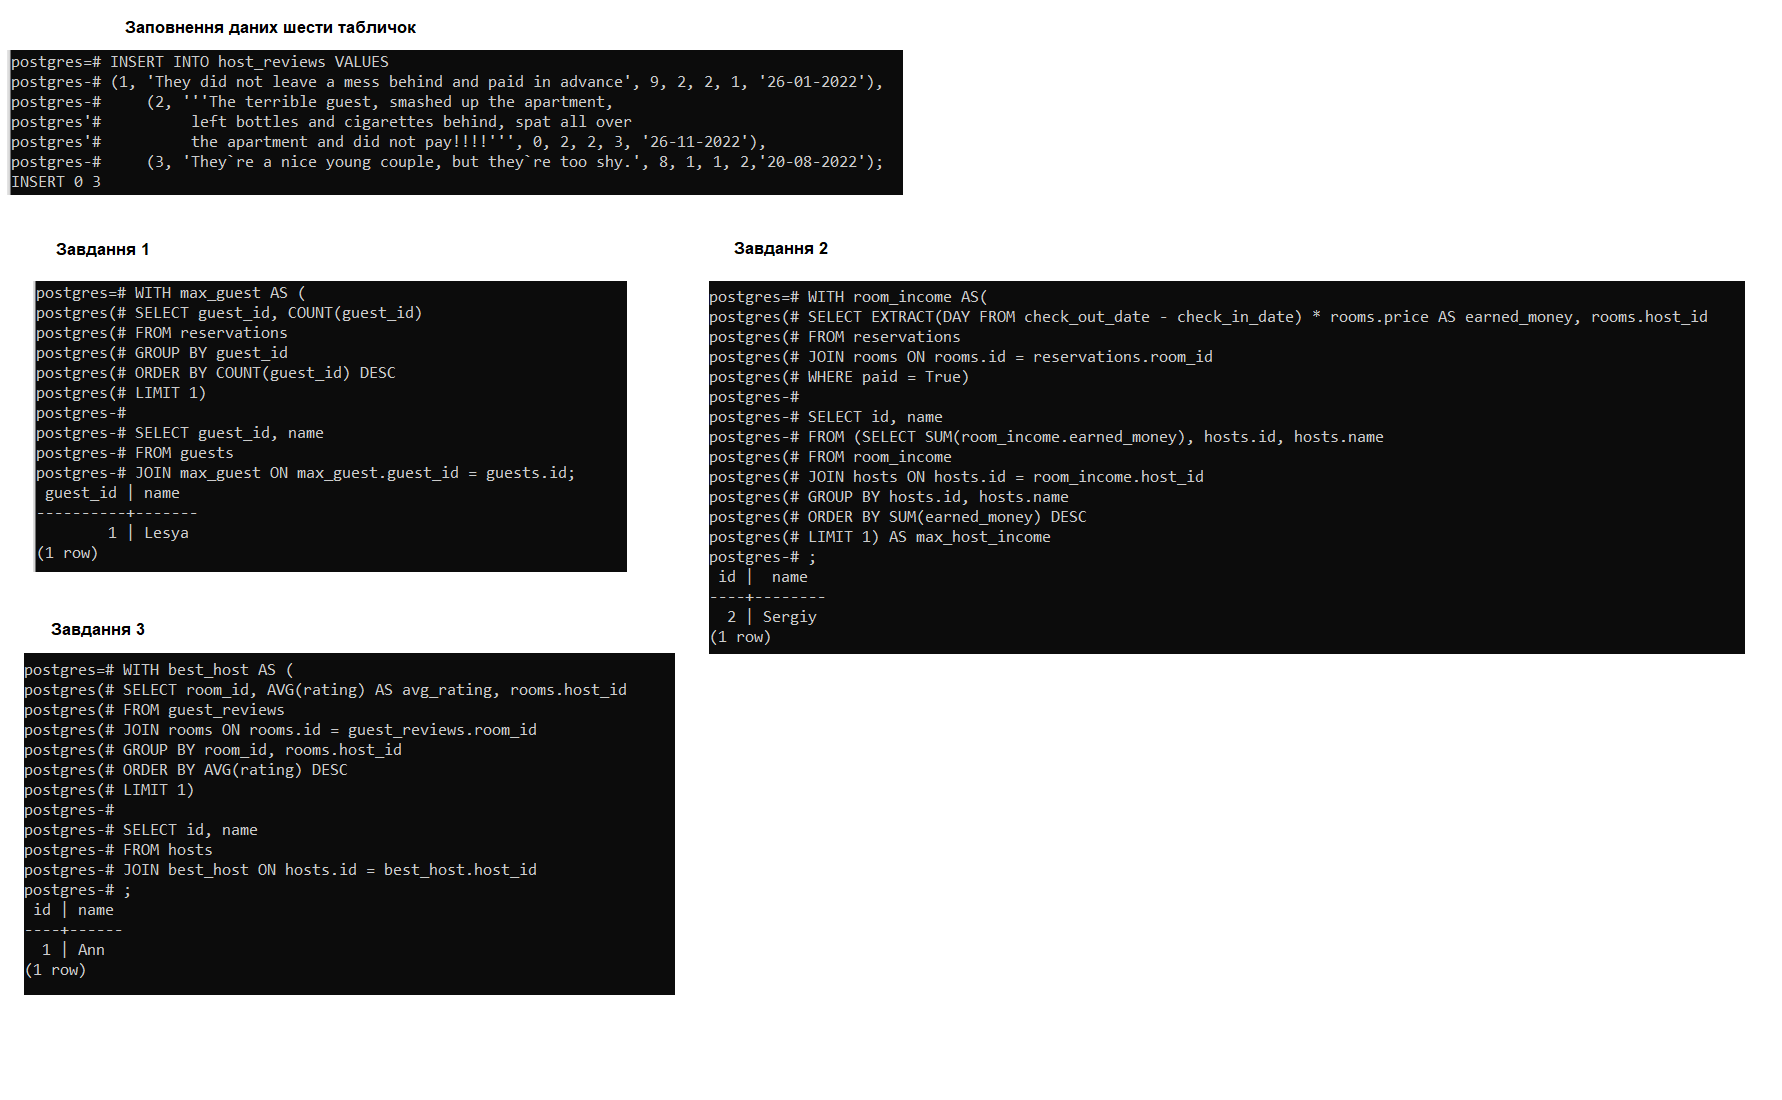 Заповнення даних шести табличок
postgres=# INSERT INTO host_reviews VALUES
postgres-# (1, 'They did not leave a mess behind and paid in advance', 9, 2, 2, 1, '26-01-2022'),
postgres-#     (2, '''The terrible guest, smashed up the apartment,
postgres'#          left bottles and cigarettes behind, spat all over
postgres'#          the apartment and did not pay!!!!''', 0, 2, 2, 3, '26-11-2022'),
postgres-#     (3, 'They`re a nice young couple, but they`re too shy.', 8, 1, 1, 2,'20-08-2022');
INSERT 0 3
Завдання 1
postgres=# WITH max_guest AS (
postgres(# SELECT guest_id, COUNT(guest_id)
postgres(# FROM reservations
postgres(# GROUP BY guest_id
postgres(# ORDER BY COUNT(guest_id) DESC
postgres(# LIMIT 1)
postgres-#
postgres-# SELECT guest_id, name
postgres-# FROM guests
postgres-# JOIN max_guest ON max_guest.guest_id = guests.id;
 guest_id | name
----------+-------
        1 | Lesya
(1 row)
Завдання 2
postgres=# WITH room_income AS(
postgres(# SELECT EXTRACT(DAY FROM check_out_date - check_in_date) * rooms.price AS earned_money, rooms.host_id
postgres(# FROM reservations
postgres(# JOIN rooms ON rooms.id = reservations.room_id
postgres(# WHERE paid = True)
postgres-#
postgres-# SELECT id, name
postgres-# FROM (SELECT SUM(room_income.earned_money), hosts.id, hosts.name
postgres(# FROM room_income
postgres(# JOIN hosts ON hosts.id = room_income.host_id
postgres(# GROUP BY hosts.id, hosts.name
postgres(# ORDER BY SUM(earned_money) DESC
postgres(# LIMIT 1) AS max_host_income
postgres-# ;
 id |  name
----+--------
  2 | Sergiy
(1 row)
Завдання 3
postgres=# WITH best_host AS (
postgres(# SELECT room_id, AVG(rating) AS avg_rating, rooms.host_id
postgres(# FROM guest_reviews
postgres(# JOIN rooms ON rooms.id = guest_reviews.room_id
postgres(# GROUP BY room_id, rooms.host_id
postgres(# ORDER BY AVG(rating) DESC
postgres(# LIMIT 1)
postgres-#
postgres-# SELECT id, name
postgres-# FROM hosts
postgres-# JOIN best_host ON hosts.id = best_host.host_id
postgres-# ;
 id | name
----+------
  1 | Ann
(1 row)